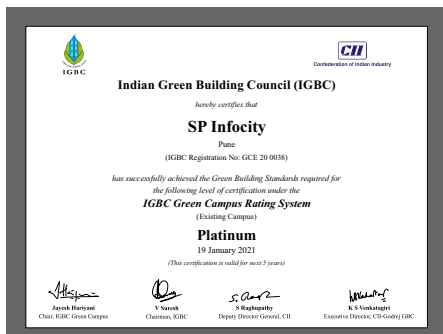 IGBC
CII
Confederation of Indian Industry
Indian Green Building Council (IGBC)
hereby certifies that
SP Infocity
Pune
(IGBC Registration No: GCE 20 0038)
has successfully achieved the Green Building Standards required for
the following level of certification under the
IGBC Green Campus Rating System
(Existing Campus)
Platinum
19 January 2021
(This certification is valid for next 5 years)
Jayesh Hariyani V Suresh S Raghupathy K S Venkatagiri
Chair, IGBC Green Campus Chairman, IGBC Deputy Director General, CII Executive Director, CII-Godrej GBC